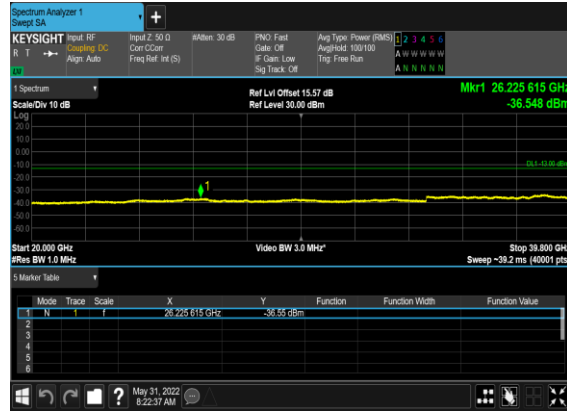 Spectrum Analyzer 1
Swept SA
+
KEYSIGHT Input: RF Input Z: 50 Ω #Atten: 30 dB PNO: Fast Avg Type: Power (RMS) 1 2 3 4 5 6
R T Coupling: DC Corr CCorr Gate: Off Avg|Hold: 100/100 A W W W W W
Align: Auto Freq Ref: Int (S) IF Gain: Low Trig: Free Run
Sig Track: Off A N N N N N
1 Spectrum Ref Lvl Offset 15.57 dB Mkr1 26.225 615 GHz
Scale/Div 10 dB Ref Level 30.00 dBm -36.548 dBm
Log
20.0
10.0
0.00
-10.0
DL1 -13.00 dBm
-20.0
1
-30.0
-40.0
-50.0
-60.0
Start 20.000 GHz Video BW 3.0 MHz* Stop 39.800 GHz
#Res BW 1.0 MHz Sweep ~39.2 ms (40001 pts)
5 Marker Table
Mode Trace Scale X Y Function Function Width Function Value
1 N 1 f 26.225 615 GHz -36.55 dBm
2
3
4
5
6
? May 31, 2022
8:22:37 AM